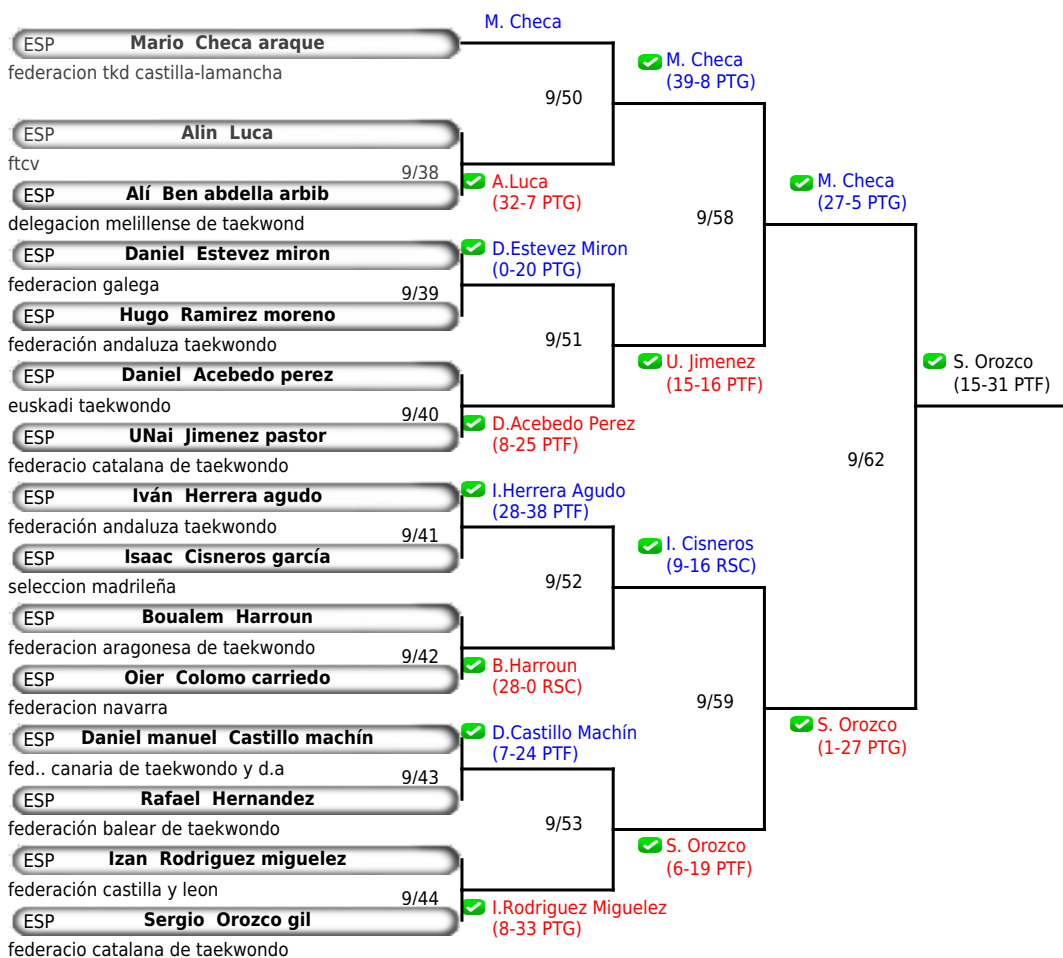 M. Checa
ESP Mario Checa araque
federacion tkd castilla-lamancha
M. Checa
(39-8 PTG)
9/50
ESP Alin Luca
ftcv
9/38
ESP Alí Ben abdella arbib
delegacion melillense de taekwond
A.Luca
(32-7 PTG)
M. Checa
(27-5 PTG)
9/58
ESP Daniel Estevez miron
federacion galega
D.Estevez Miron
(0-20 PTG)
9/39
ESP Hugo Ramirez moreno
federación andaluza taekwondo
9/51
U. Jimenez
(15-16 PTF)
S. Orozco
(15-31 PTF)
ESP Daniel Acebedo perez
euskadi taekwondo
9/40
ESP UNai Jimenez pastor
federacio catalana de taekwondo
D.Acebedo Perez
(8-25 PTF)
9/62
ESP Iván Herrera agudo
federación andaluza taekwondo
I.Herrera Agudo
(28-38 PTF)
9/41
ESP Isaac Cisneros garcía
seleccion madrileña
I. Cisneros
(9-16 RSC)
9/52
ESP Boualem Harroun
federacion aragonesa de taekwondo
9/42
ESP Oier Colomo carriedo
federacion navarra
B.Harroun
(28-0 RSC)
9/59
S. Orozco
(1-27 PTG)
ESP Daniel manuel Castillo machín
fed.. canaria de taekwondo y d.a
D.Castillo Machín
(7-24 PTF)
9/43
ESP Rafael Hernandez
federación balear de taekwondo
9/53
S. Orozco
(6-19 PTF)
ESP Izan Rodriguez miguelez
federación castilla y leon
9/44
ESP Sergio Orozco gil
federacio catalana de taekwondo
I.Rodriguez Miguelez
(8-33 PTG)